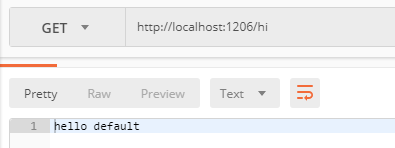 GET http://localhost:1206/hi
Pretty Raw Preview Text
1 hello default